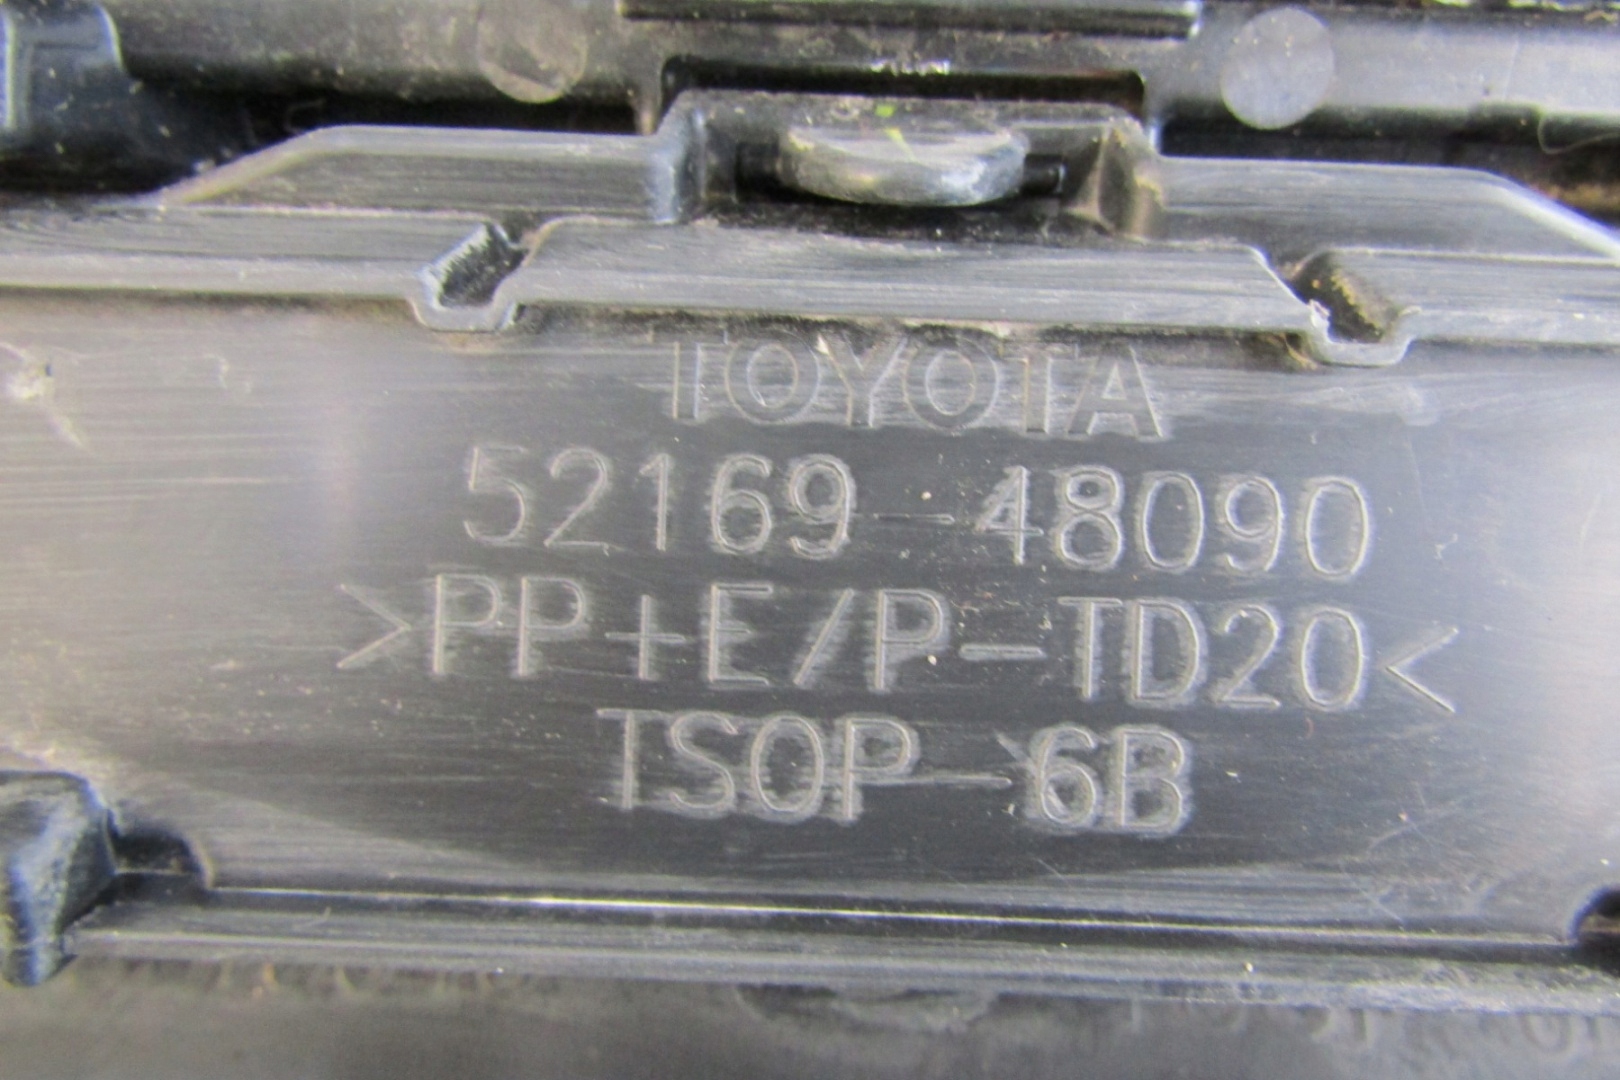 TOYOTA
52169-48090
>PP+E/P-TD20<
TSOP-6B